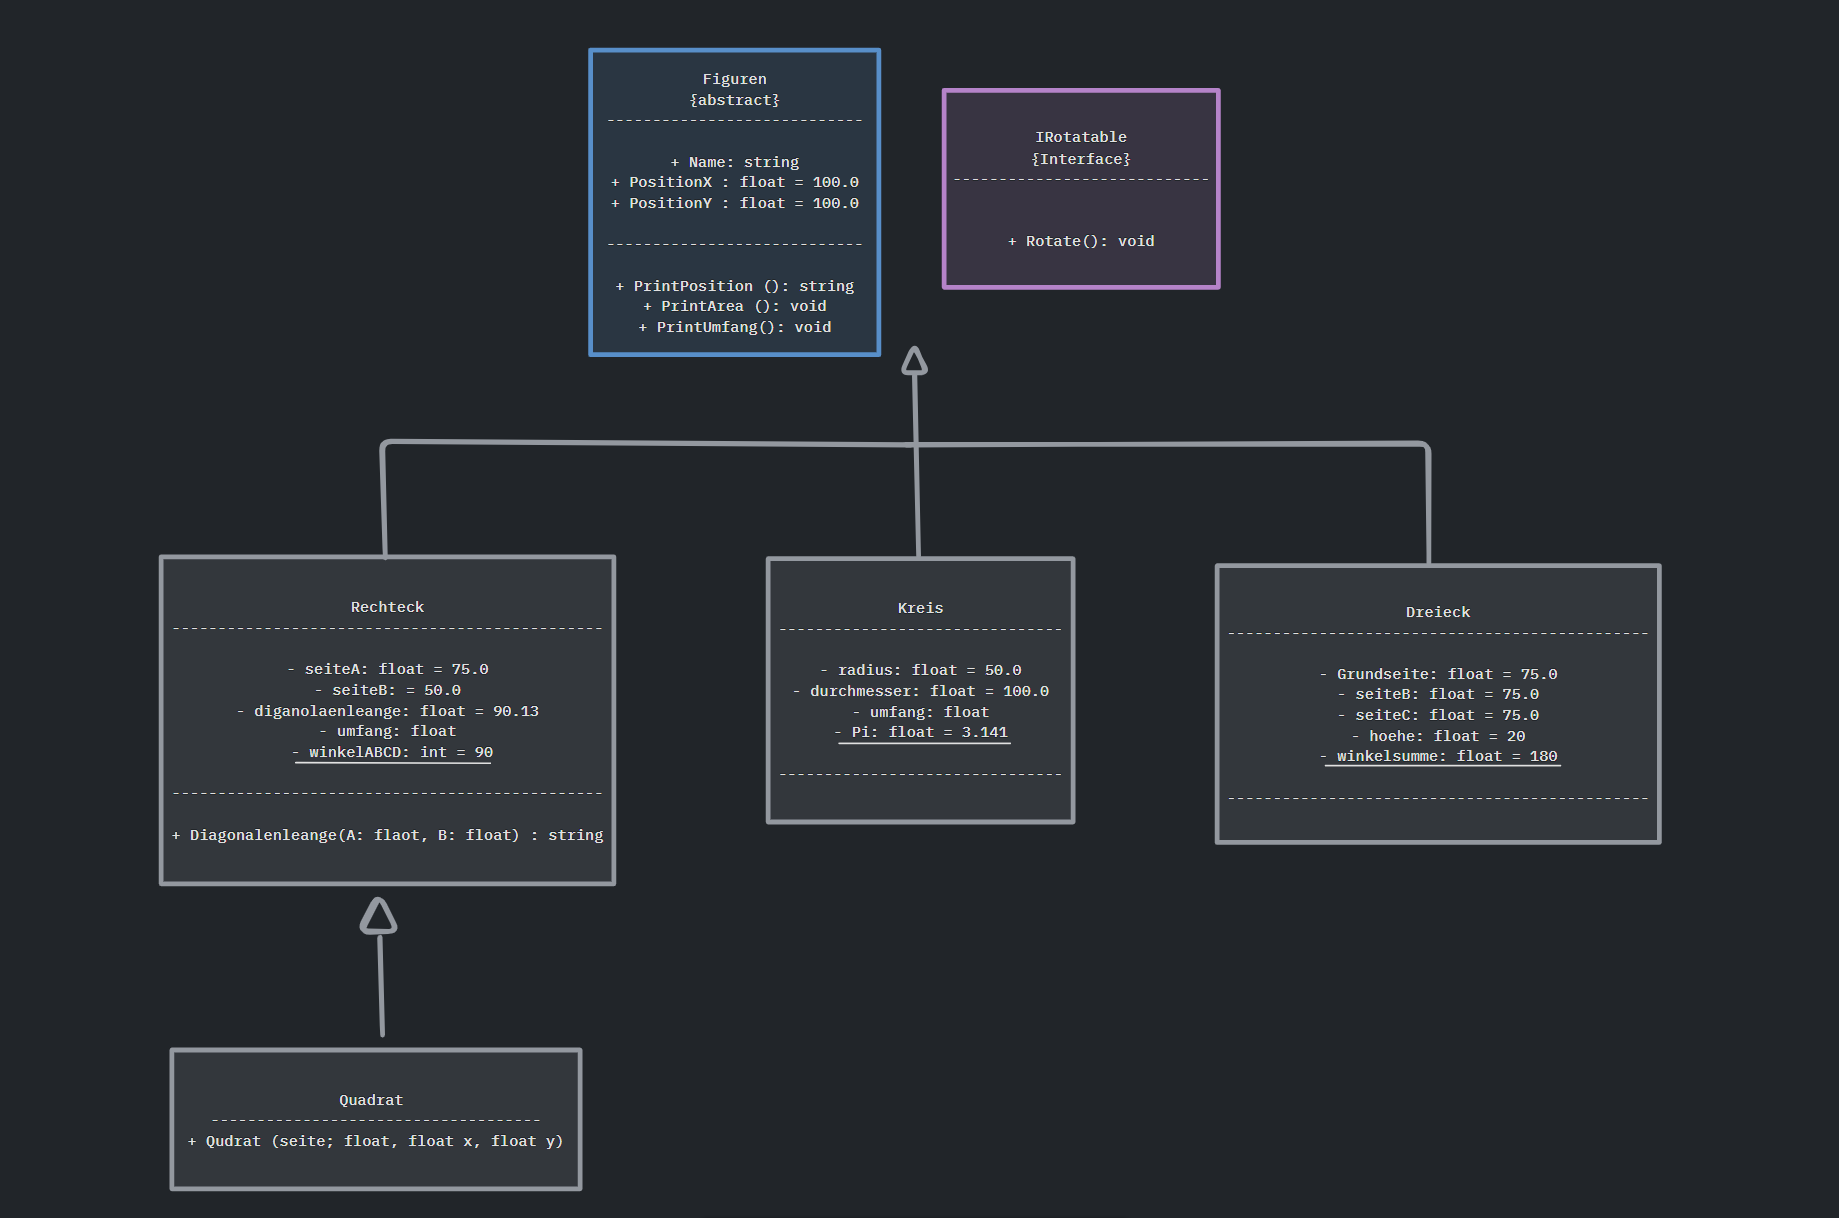 Figuren
{abstract}
----------------------------
+ Name: string
+ PositionX : float = 100.0
+ PositionY : float = 100.0
----------------------------
+ PrintPosition (): string
+ PrintArea (): void
+ PrintUmfang(): void
IRotatable
{Interface}
----------------------------
+ Rotate(): void
Rechteck
-----------------------------------------------
- seiteA: float = 75.0
- seiteB: = 50.0
- diganolaenleange: float = 90.13
- umfang: float
- winkelABCD: int = 90
-----------------------------------------------
+ Diagonalenleange(A: flaot, B: float) : string
Kreis
-------------------------------
- radius: float = 50.0
- durchmesser: float = 100.0
- umfang: float
- Pi: float = 3.141
-------------------------------
Dreieck
----------------------------------------------
- Grundseite: float = 75.0
- seiteB: float = 75.0
- seiteC: float = 75.0
- hoehe: float = 20
- winkelsumme: float = 180
----------------------------------------------
Quadrat
------------------------------------
+ Qudrat (seite; float, float x, float y)